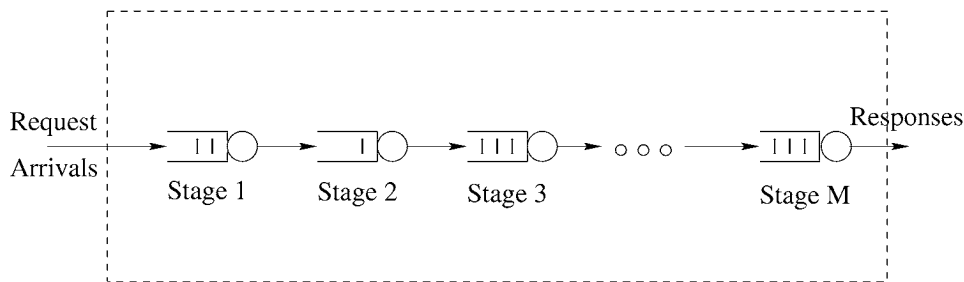 Request
Arrivals
Responses
Stage 1
Stage 2
Stage 3
Stage M